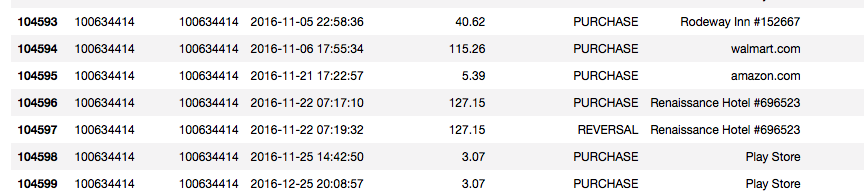 104593 100634414 100634414 2016-11-05 22:58:36 40.62 PURCHASE Rodeway Inn #152667
104594 100634414 100634414 2016-11-06 17:55:34 115.26 PURCHASE walmart.com
104595 100634414 100634414 2016-11-21 17:22:57 5.39 PURCHASE amazon.com
104596 100634414 100634414 2016-11-22 07:17:10 127.15 PURCHASE Renaissance Hotel #696523
104597 100634414 100634414 2016-11-22 07:19:32 127.15 REVERSAL Renaissance Hotel #696523
104598 100634414 100634414 2016-11-25 14:42:50 3.07 PURCHASE Play Store
104599 100634414 100634414 2016-12-25 20:08:57 3.07 PURCHASE Play Store